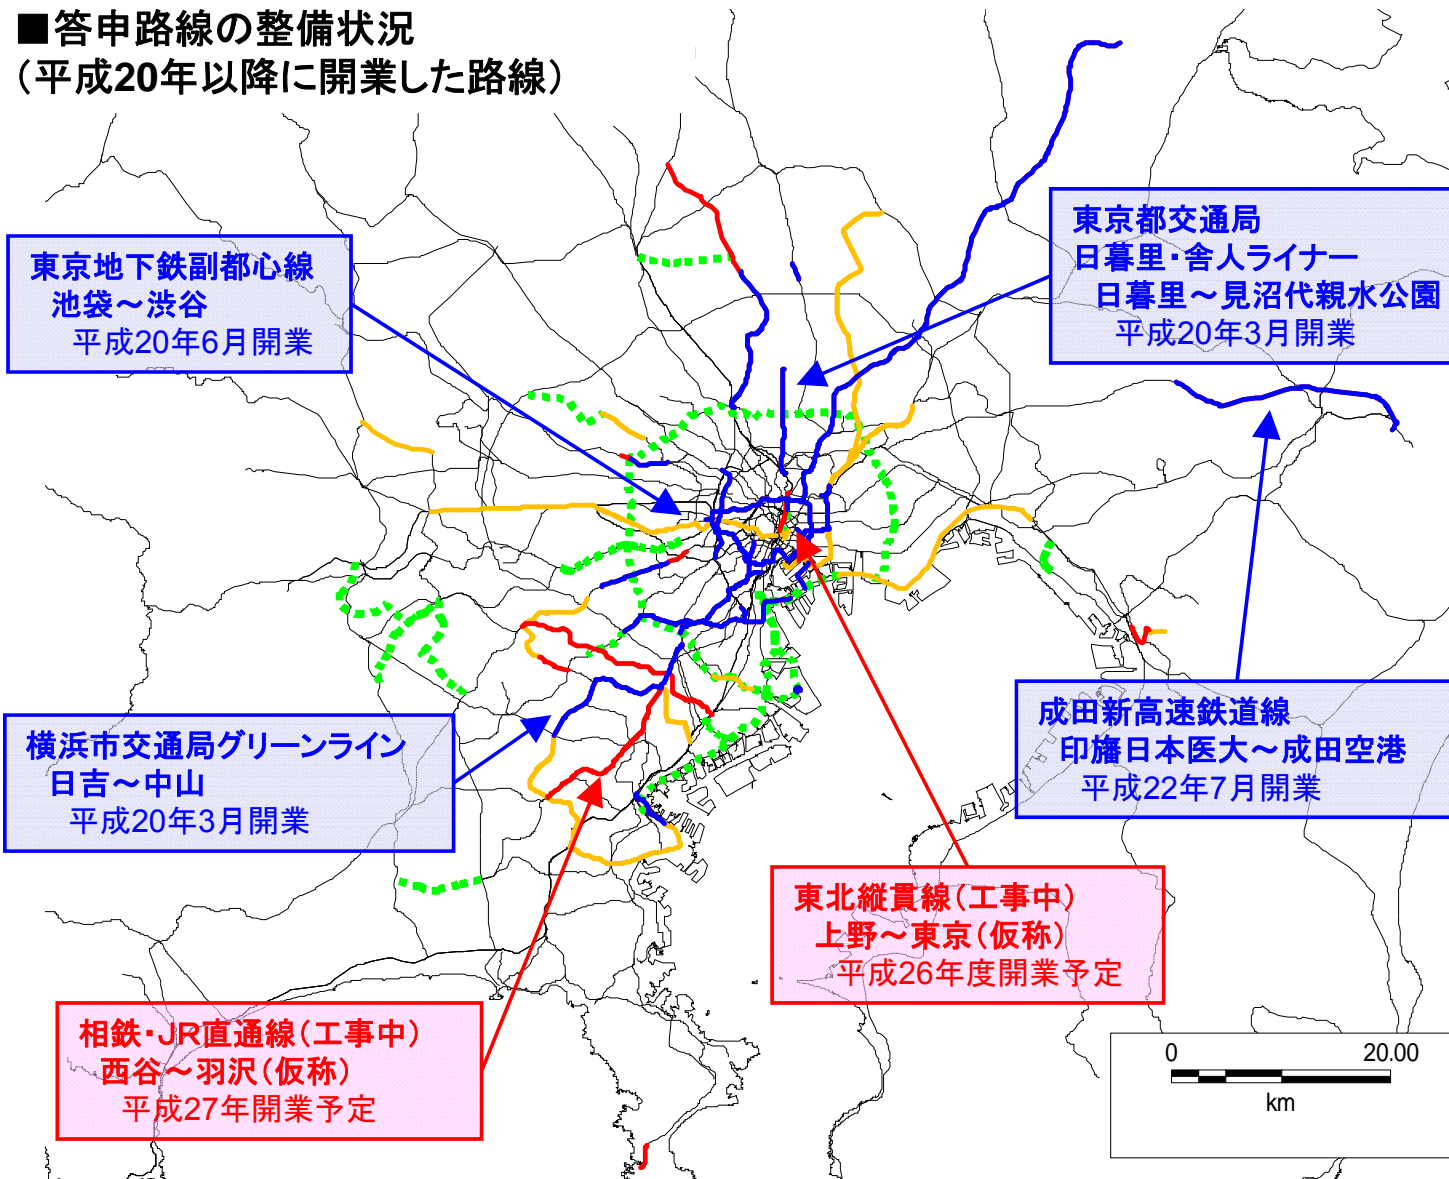 ■答申路線の整備状況
（平成20年以降に開業した路線）
東京地下鉄副都心線
池袋～渋谷
平成20年6月開業
東京都交通局
日暮里・舎人ライナー
日暮里～見沼代親水公園
平成20年3月開業
横浜市交通局グリーンライン
日吉～中山
平成20年3月開業
成田新高速鉄道線
印旛日本医大～成田空港
平成22年7月開業
東北縦貫線（工事中）
上野～東京（仮称）
平成26年度開業予定
相鉄・JR直通線（工事中）
西谷～羽沢（仮称）
平成27年開業予定
0 20.00
km